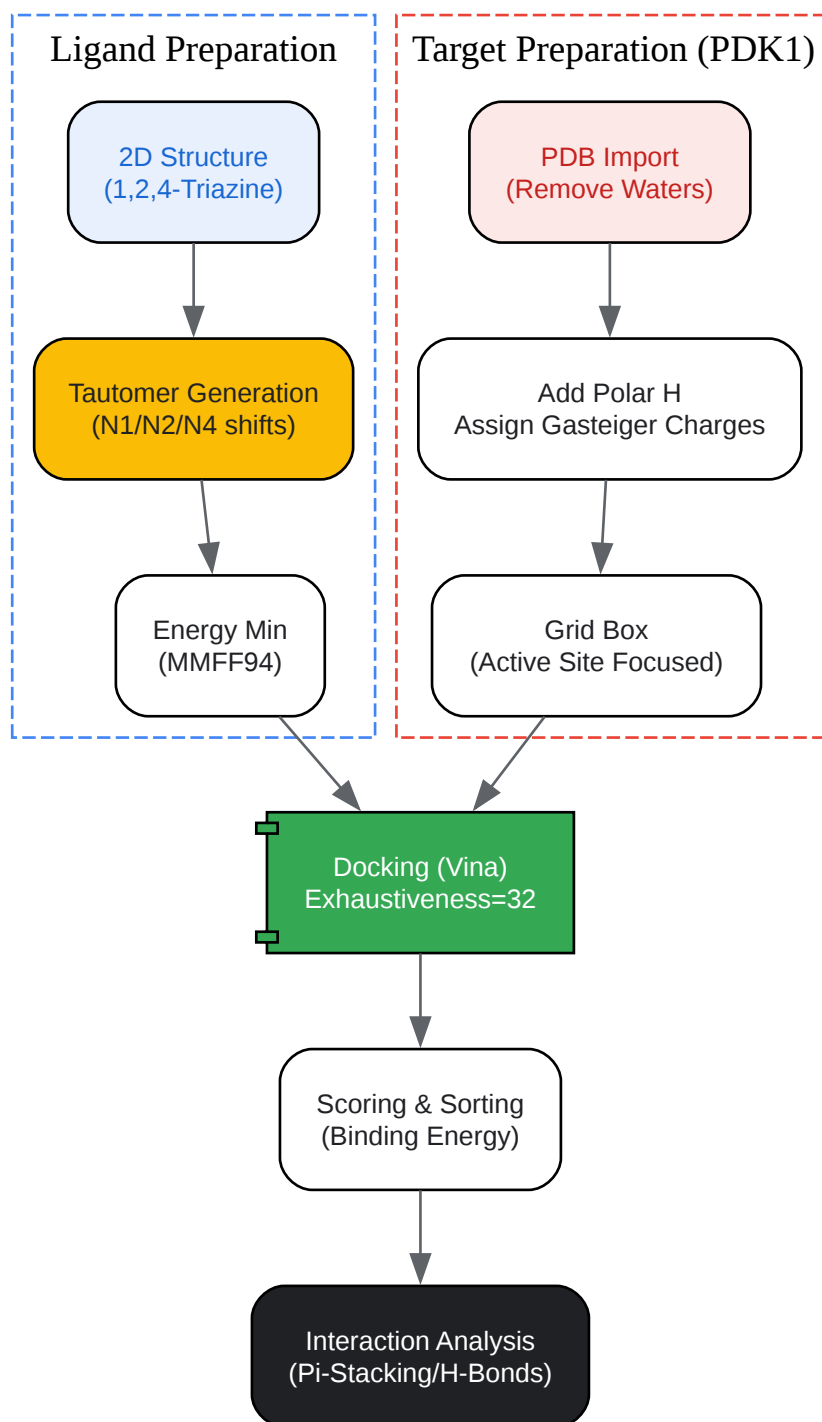 Ligand Preparation
2D Structure
(1,2,4-Triazine)
Tautomer Generation
(N1/N2/N4 shifts)
Energy Min
(MMFF94)
Target Preparation (PDK1)
PDB Import
(Remove Waters)
Add Polar H
Assign Gasteiger Charges
Grid Box
(Active Site Focused)
Docking (Vina)
Exhaustiveness=32
Scoring & Sorting
(Binding Energy)
Interaction Analysis
(Pi-Stacking/H-Bonds)